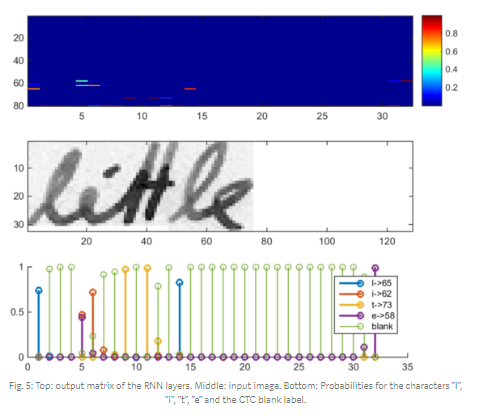 20
40
60
80
5 10 15 20 25 30
0.8
0.6
0.4
0.2
little
10
20
30
20 40 60 80 100 120
1
0.5
0
0 5 10 15 20 25 30 35
l->65
i->62
t->73
e->58
blank
Fig. 5: Top: output matrix of the RNN layers. Middle: input image. Bottom: Probabilities for the characters "l",
"i", "t", "e" and the CTC blank label.